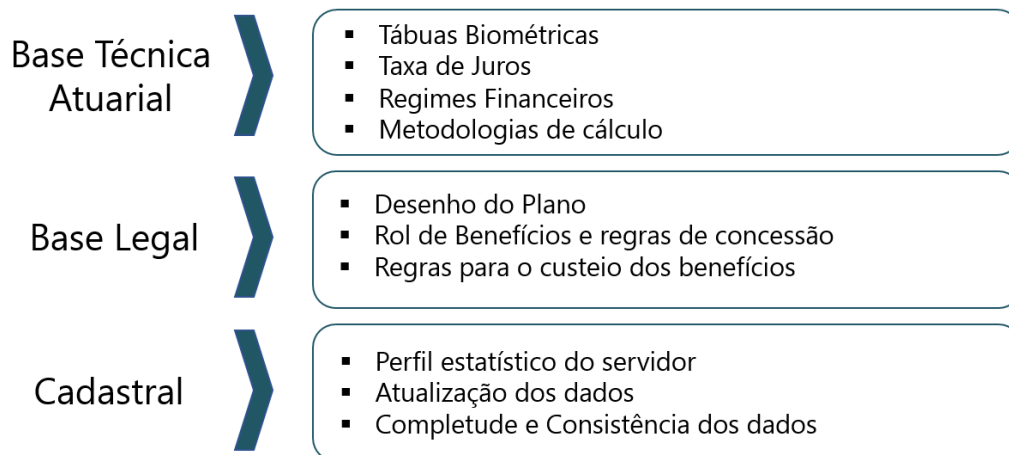 Base Técnica
Atuarial
▪ Tábuas Biométricas
▪ Taxa de Juros
▪ Regimes Financeiros
▪ Metodologias de cálculo
Base Legal
▪ Desenho do Plano
▪ Rol de Benefícios e regras de concessão
▪ Regras para o custeio dos benefícios
Cadastral
▪ Perfil estatístico do servidor
▪ Atualização dos dados
▪ Completude e Consistência dos dados